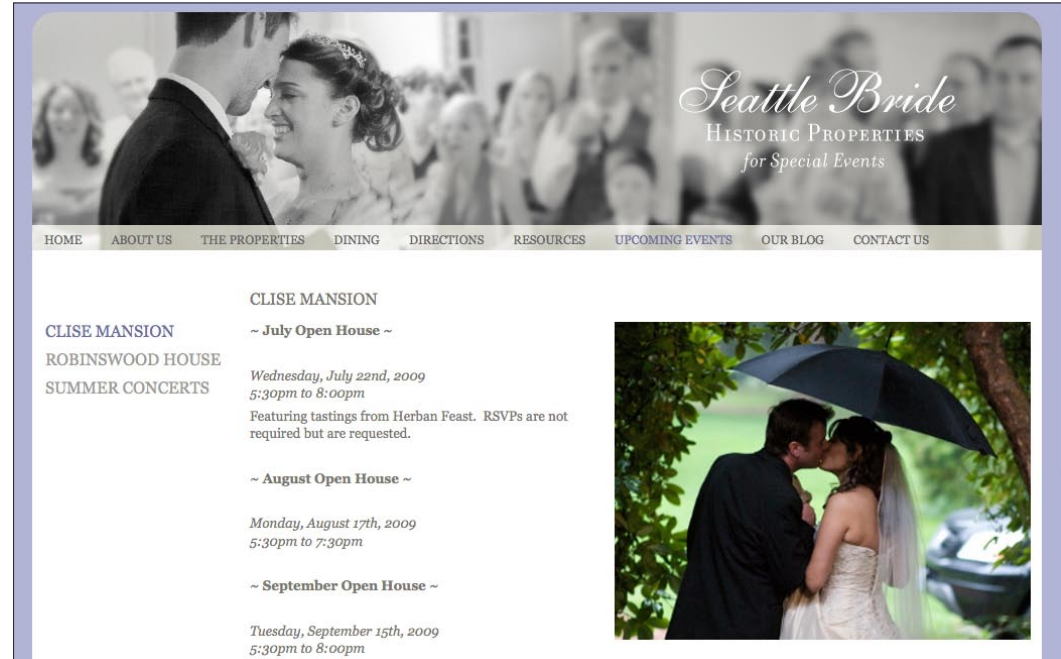 Seattle Bride
HISTORIC PROPERTIES
for Special Events
HOME ABOUT US THE PROPERTIES DINING DIRECTIONS RESOURCES UPCOMING EVENTS OUR BLOG CONTACT US
CLISE MANSION
ROBINSWOOD HOUSE
SUMMER CONCERTS
CLISE MANSION
~ July Open House ~
Wednesday, July 22nd, 2009
5:30pm to 8:00pm
Featuring tastings from Herban Feast. RSVPs are not
required but are requested.
~ August Open House ~
Monday, August 17th, 2009
5:30pm to 7:30pm
~ September Open House ~
Tuesday, September 15th, 2009
5:30pm to 8:00pm